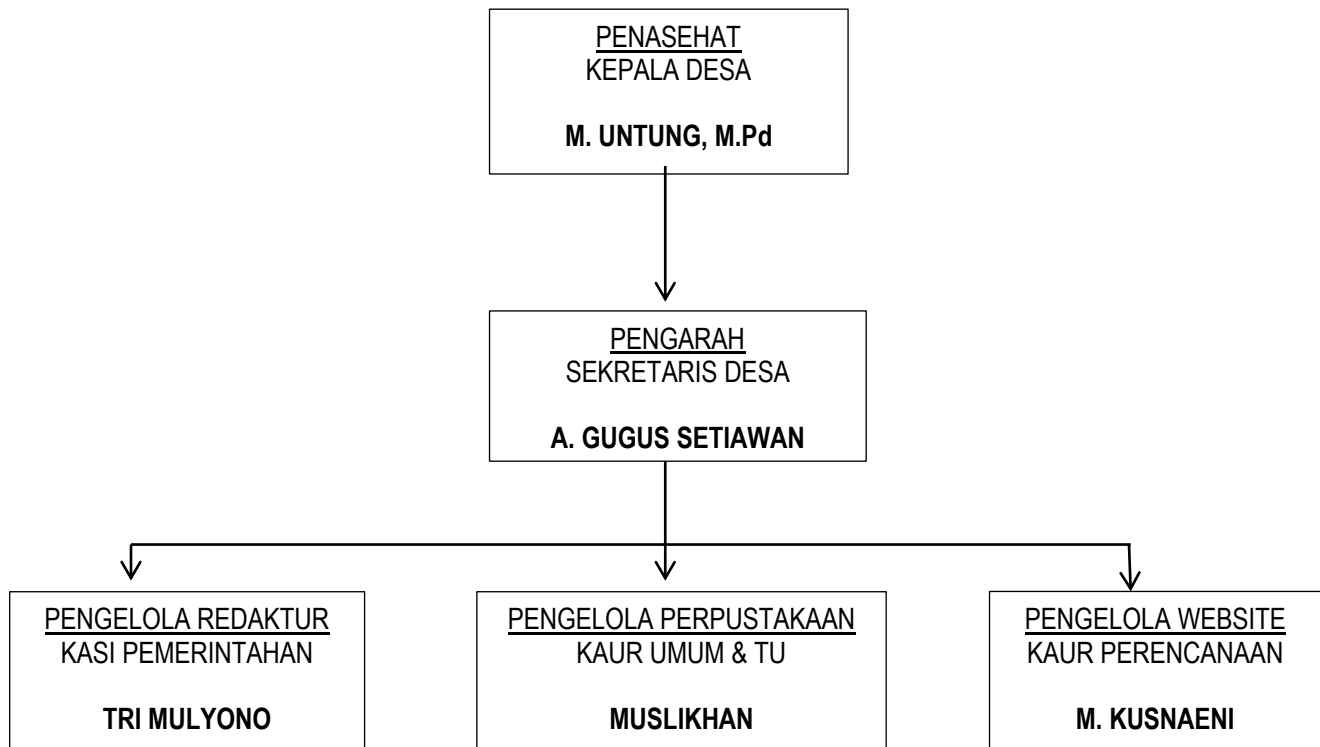 PENASEHAT
KEPALA DESA
M. UNTUNG, M.Pd
PENGARAH
SEKRETARIS DESA
A. GUGUS SETIAWAN
PENGELOLA REDAKTUR
KASI PEMERINTAHAN
TRI MULYONO
PENGELOLA PERPUSTAKAAN
KAUR UMUM & TU
MUSLIKHAN
PENGELOLA WEBSITE
KAUR PERENCANAAN
M. KUSNAENI